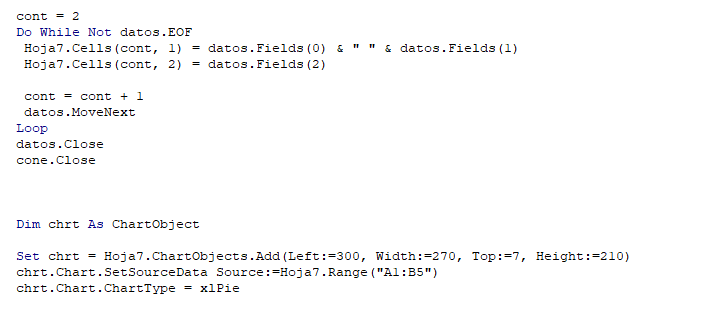 cont = 2
Do While Not datos.EOF
Hoja7.Cells(cont, 1) = datos.Fields(0) & " " & datos.Fields(1)
Hoja7.Cells(cont, 2) = datos.Fields(2)
cont = cont + 1
datos.MoveNext
Loop
datos.Close
cone.Close
Dim chrt As ChartObject
Set chrt = Hoja7.ChartObjects.Add(Left:=300, Width:=270, Top:=7, Height:=210)
chrt.Chart.SetSourceData Source:=Hoja7.Range("A1:B5")
chrt.Chart.ChartType = xlPie